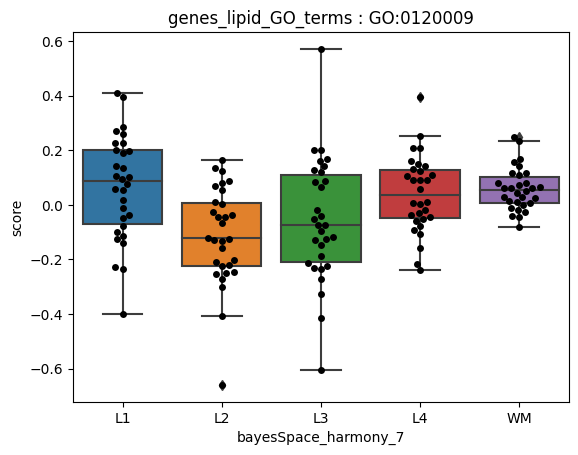 genes_lipid_GO_terms : GO:0120009
0.6
0.4
0.2
0.0
−0.2
−0.4
−0.6
score
L1 L2 L3 L4 WM
bayesSpace_harmony_7